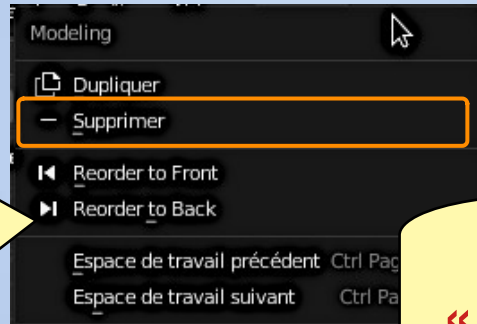 Modeling
Dupliquer
Supprimer
Reorder to Front
Reorder to Back
Espace de travail précédent Ctrl Pag
Espace de travail suivant Ctrl Pa
«